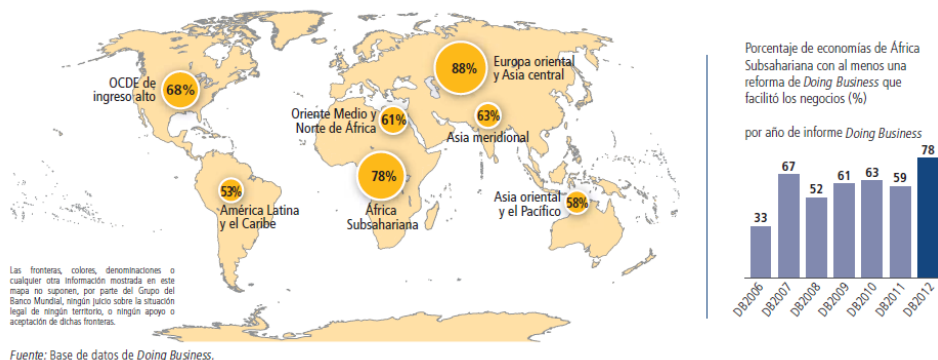 OCDE de
ingreso alto
68%
88%
Europa oriental
y Asia central
Oriente Medio y
Norte de África
61%
63%
Asia meridional
78%
África
Subsahariana
53%
América Latina
y el Caribe
Asia oriental
y el Pacífico
58%
Las fronteras, colores, denominaciones o
cualquier otra información mostrada en este
mapa no suponen, por parte del Grupo del
Banco Mundial, ningún juicio sobre la situación
legal de ningún territorio, o ningún apoyo o
aceptación de dichas fronteras.
Fuente: Base de datos de Doing Business.
Porcentaje de economías de África
Subsahariana con al menos una
reforma de Doing Business que
facilitó los negocios (%)
por año de informe Doing Business
33
67
52
61
63
59
78
DB2006
DB2007
DB2008
DB2009
DB2010
DB2011
DB2012